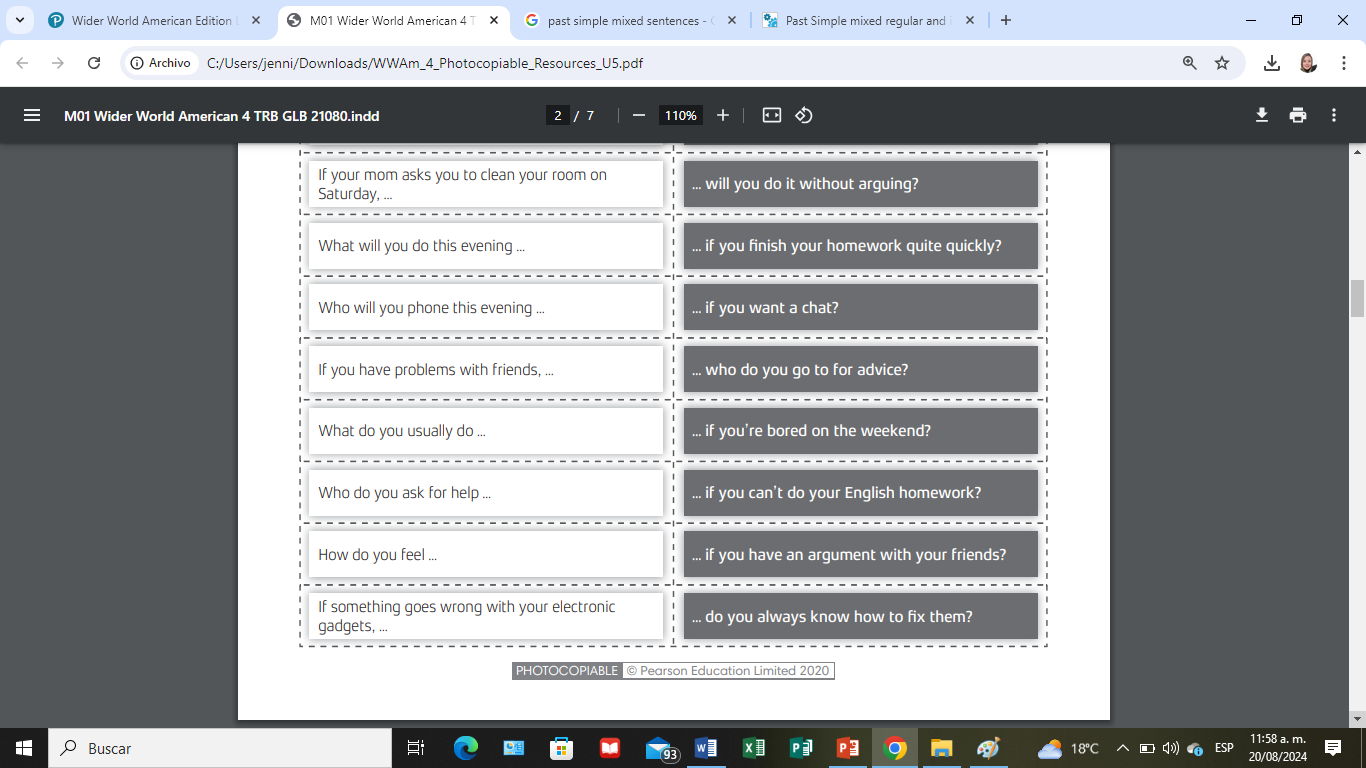 Wider World American Edition
M01 Wider World American 4 T
past simple mixed sentences -
Past Simple mixed regular and
Archivo
C:/Users/jenni/Downloads/WWAm_4_Photocopiable_Resources_U5.pdf
M01 Wider World American 4 TRB GLB 21080.indd
2 / 7
110%
If your mom asks you to clean your room on
Saturday, ...
... will you do it without arguing?
What will you do this evening ...
... if you finish your homework quite quickly?
Who will you phone this evening ...
... if you want a chat?
If you have problems with friends, ...
... who do you go to for advice?
What do you usually do ...
... if you're bored on the weekend?
Who do you ask for help ...
... if you can't do your English homework?
How do you feel ...
... if you have an argument with your friends?
If something goes wrong with your electronic
gadgets, ...
... do you always know how to fix them?
PHOTOCOPIABLE © Pearson Education Limited 2020
Buscar
93
18°C
ESP
11:58 a. m.
20/08/2024